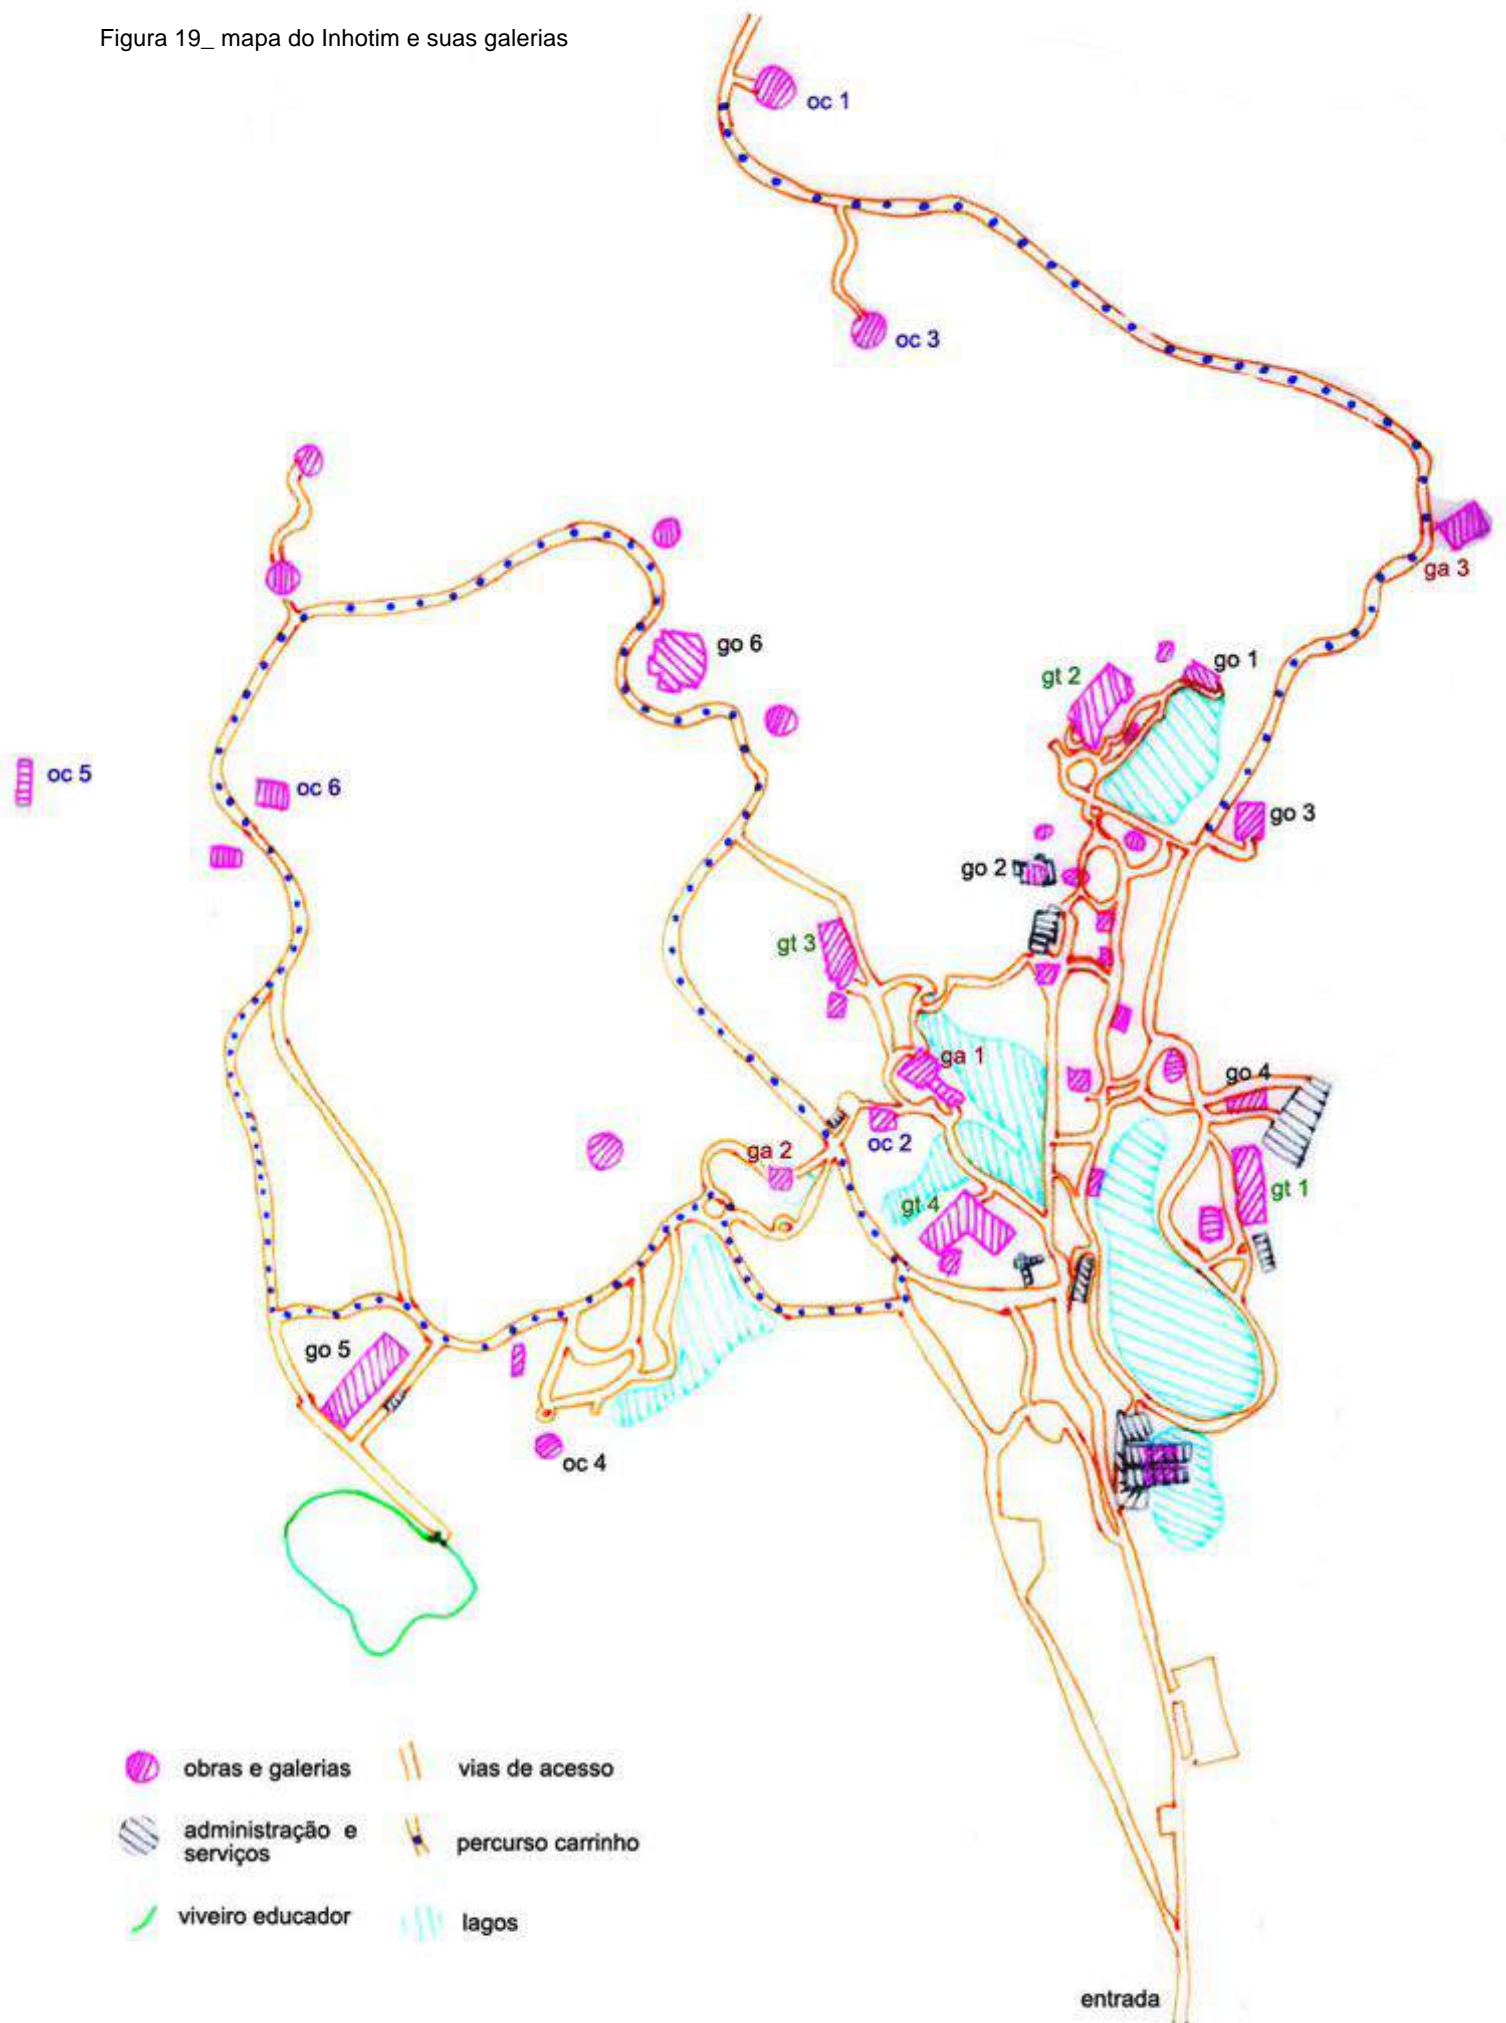 Figura 19_ mapa do Inhotim e suas galerias
oc 1
oc 3
ga 3
go 6
gt 2
go 1
oc 5
oc 6
go 3
go 2
gt 3
ga 1
go 4
oc 2
ga 2
gt 4
gt 1
go 5
oc 4
obras e galerias
vias de acesso
administração e
serviços
percurso carrinho
viveiro educador
lagos
entrada